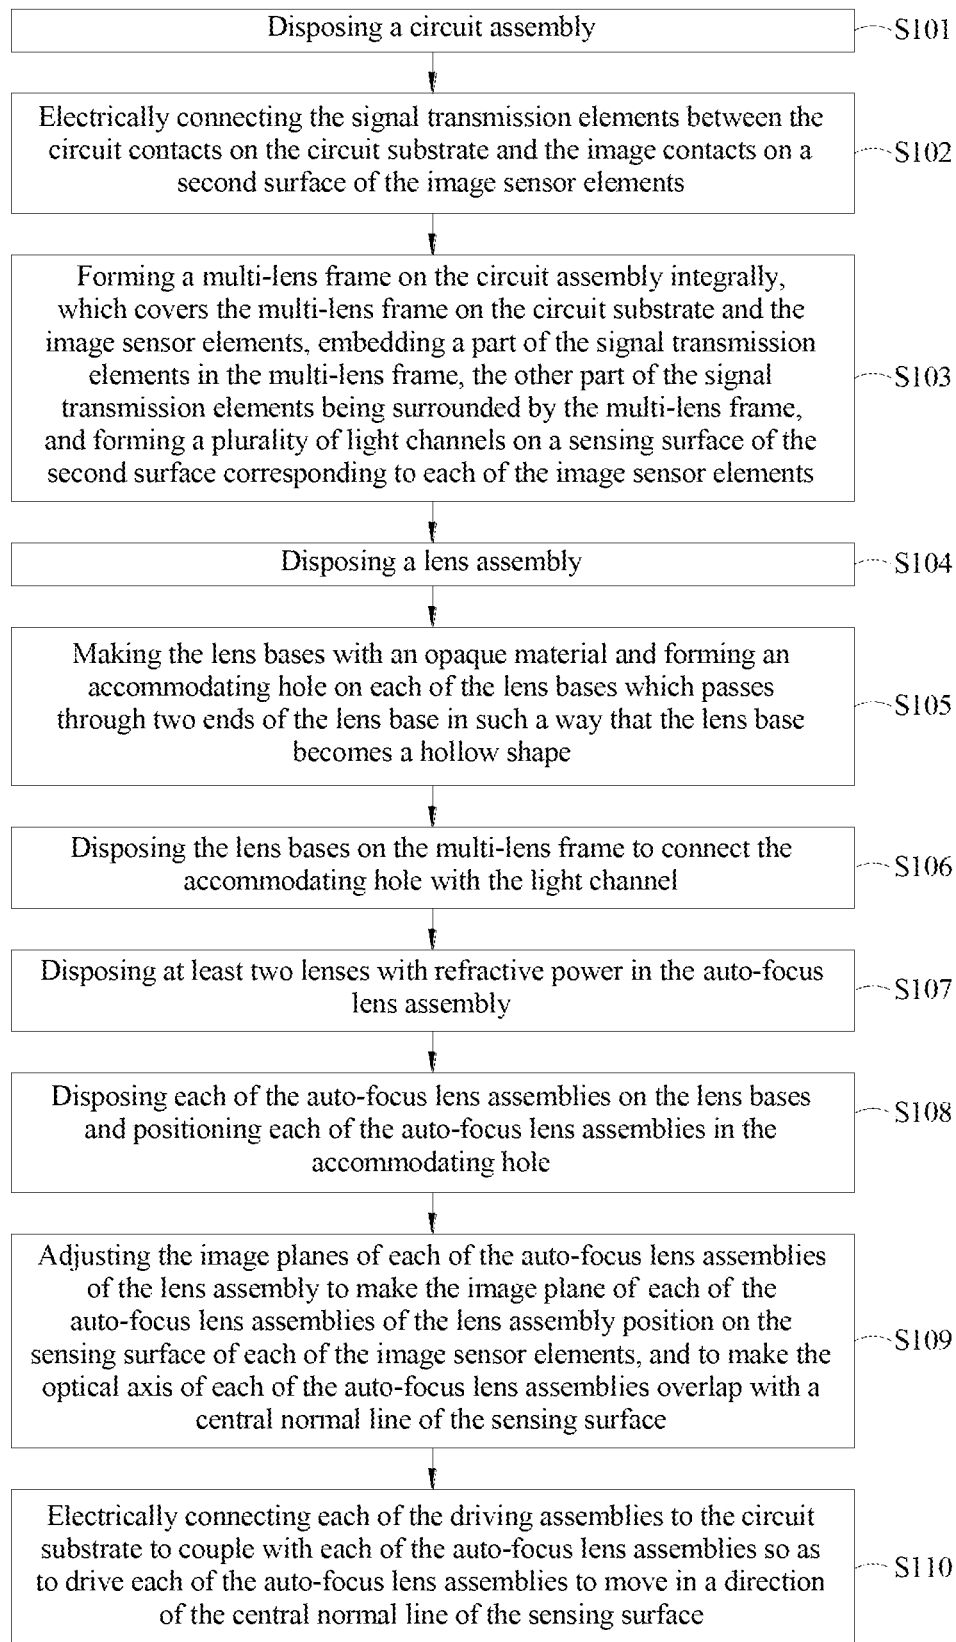 Disposing a circuit assembly
S101
Electrically connecting the signal transmission elements between the
circuit contacts on the circuit substrate and the image contacts on a
second surface of the image sensor elements
S102
Forming a multi-lens frame on the circuit assembly integrally,
which covers the multi-lens frame on the circuit substrate and the
image sensor elements, embedding a part of the signal transmission
elements in the multi-lens frame, the other part of the signal
transmission elements being surrounded by the multi-lens frame,
and forming a plurality of light channels on a sensing surface of the
second surface corresponding to each of the image sensor elements
S103
Disposing a lens assembly
S104
Making the lens bases with an opaque material and forming an
accommodating hole on each of the lens bases which passes
through two ends of the lens base in such a way that the lens base
becomes a hollow shape
S105
Disposing the lens bases on the multi-lens frame to connect the
accommodating hole with the light channel
S106
Disposing at least two lenses with refractive power in the auto-focus
lens assembly
S107
Disposing each of the auto-focus lens assemblies on the lens bases
and positioning each of the auto-focus lens assemblies in the
accommodating hole
S108
Adjusting the image planes of each of the auto-focus lens assemblies
of the lens assembly to make the image plane of each of the
auto-focus lens assemblies of the lens assembly position on the
sensing surface of each of the image sensor elements, and to make the
optical axis of each of the auto-focus lens assemblies overlap with a
central normal line of the sensing surface
S109
Electrically connecting each of the driving assemblies to the circuit
substrate to couple with each of the auto-focus lens assemblies so as
to drive each of the auto-focus lens assemblies to move in a direction
of the central normal line of the sensing surface
S110